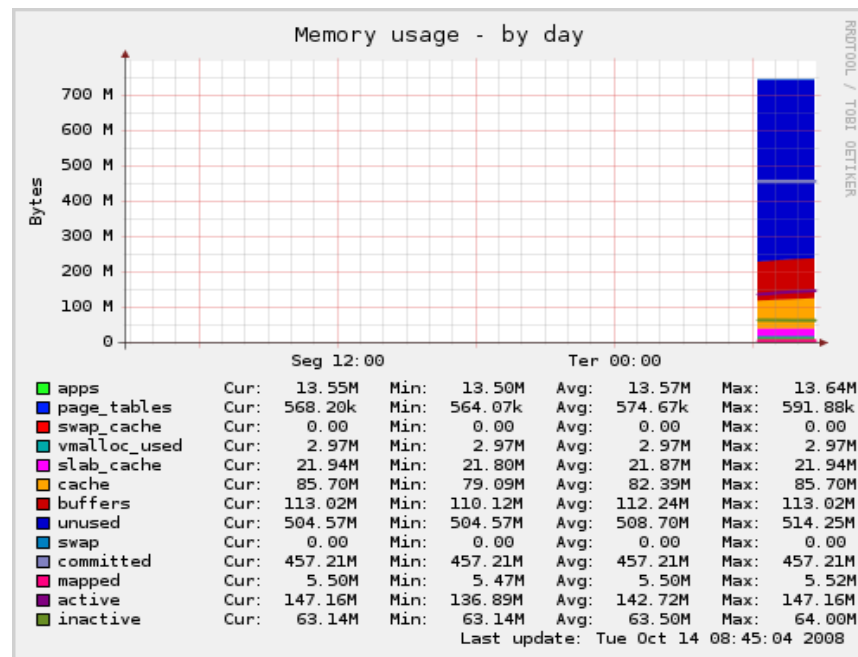 Memory usage - by day
RRDTOOL / TOBI OETIKER
Bytes
700 M
600 M
500 M
400 M
300 M
200 M
100 M
0
Seg 12:00 Ter 00:00
apps Cur: 13.55M Min: 13.50M Avg: 13.57M Max: 13.64M
page_tables Cur: 568.20k Min: 564.07k Avg: 574.67k Max: 591.88k
swap_cache Cur: 0.00 Min: 0.00 Avg: 0.00 Max: 0.00
vmalloc_used Cur: 2.97M Min: 2.97M Avg: 2.97M Max: 2.97M
slab_cache Cur: 21.94M Min: 21.80M Avg: 21.87M Max: 21.94M
cache Cur: 85.70M Min: 79.09M Avg: 82.39M Max: 85.70M
buffers Cur: 113.02M Min: 110.12M Avg: 112.24M Max: 113.02M
unused Cur: 504.57M Min: 504.57M Avg: 508.70M Max: 514.25M
swap Cur: 0.00 Min: 0.00 Avg: 0.00 Max: 0.00
committed Cur: 457.21M Min: 457.21M Avg: 457.21M Max: 457.21M
mapped Cur: 5.50M Min: 5.47M Avg: 5.50M Max: 5.52M
active Cur: 147.16M Min: 136.89M Avg: 142.72M Max: 147.16M
inactive Cur: 63.14M Min: 63.14M Avg: 63.50M Max: 64.00M
Last update: Tue Oct 14 08:45:04 2008